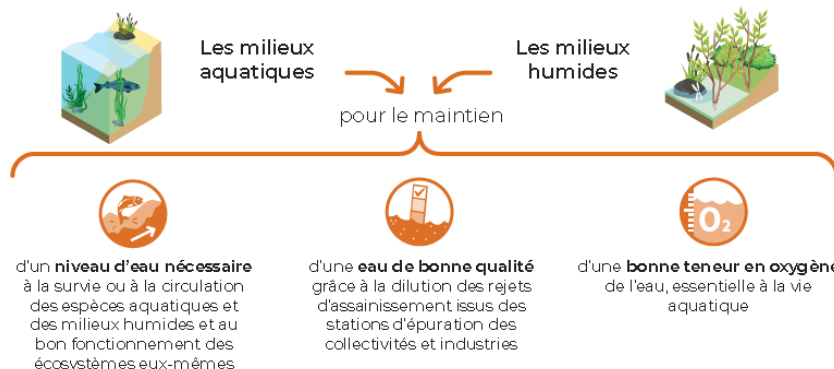 Les milieux
aquatiques
Les milieux
humides
pour le maintien
d'un niveau d'eau nécessaire
à la survie ou à la circulation
des espèces aquatiques et
des milieux humides et au
bon fonctionnement des
écosystèmes eux-mêmes
d'une eau de bonne qualité
grâce à la dilution des rejets
d'assainissement issus des
stations d'épuration des
collectivités et industries
O₂
d'une bonne teneur en oxygène
de l'eau, essentielle à la vie
aquatique